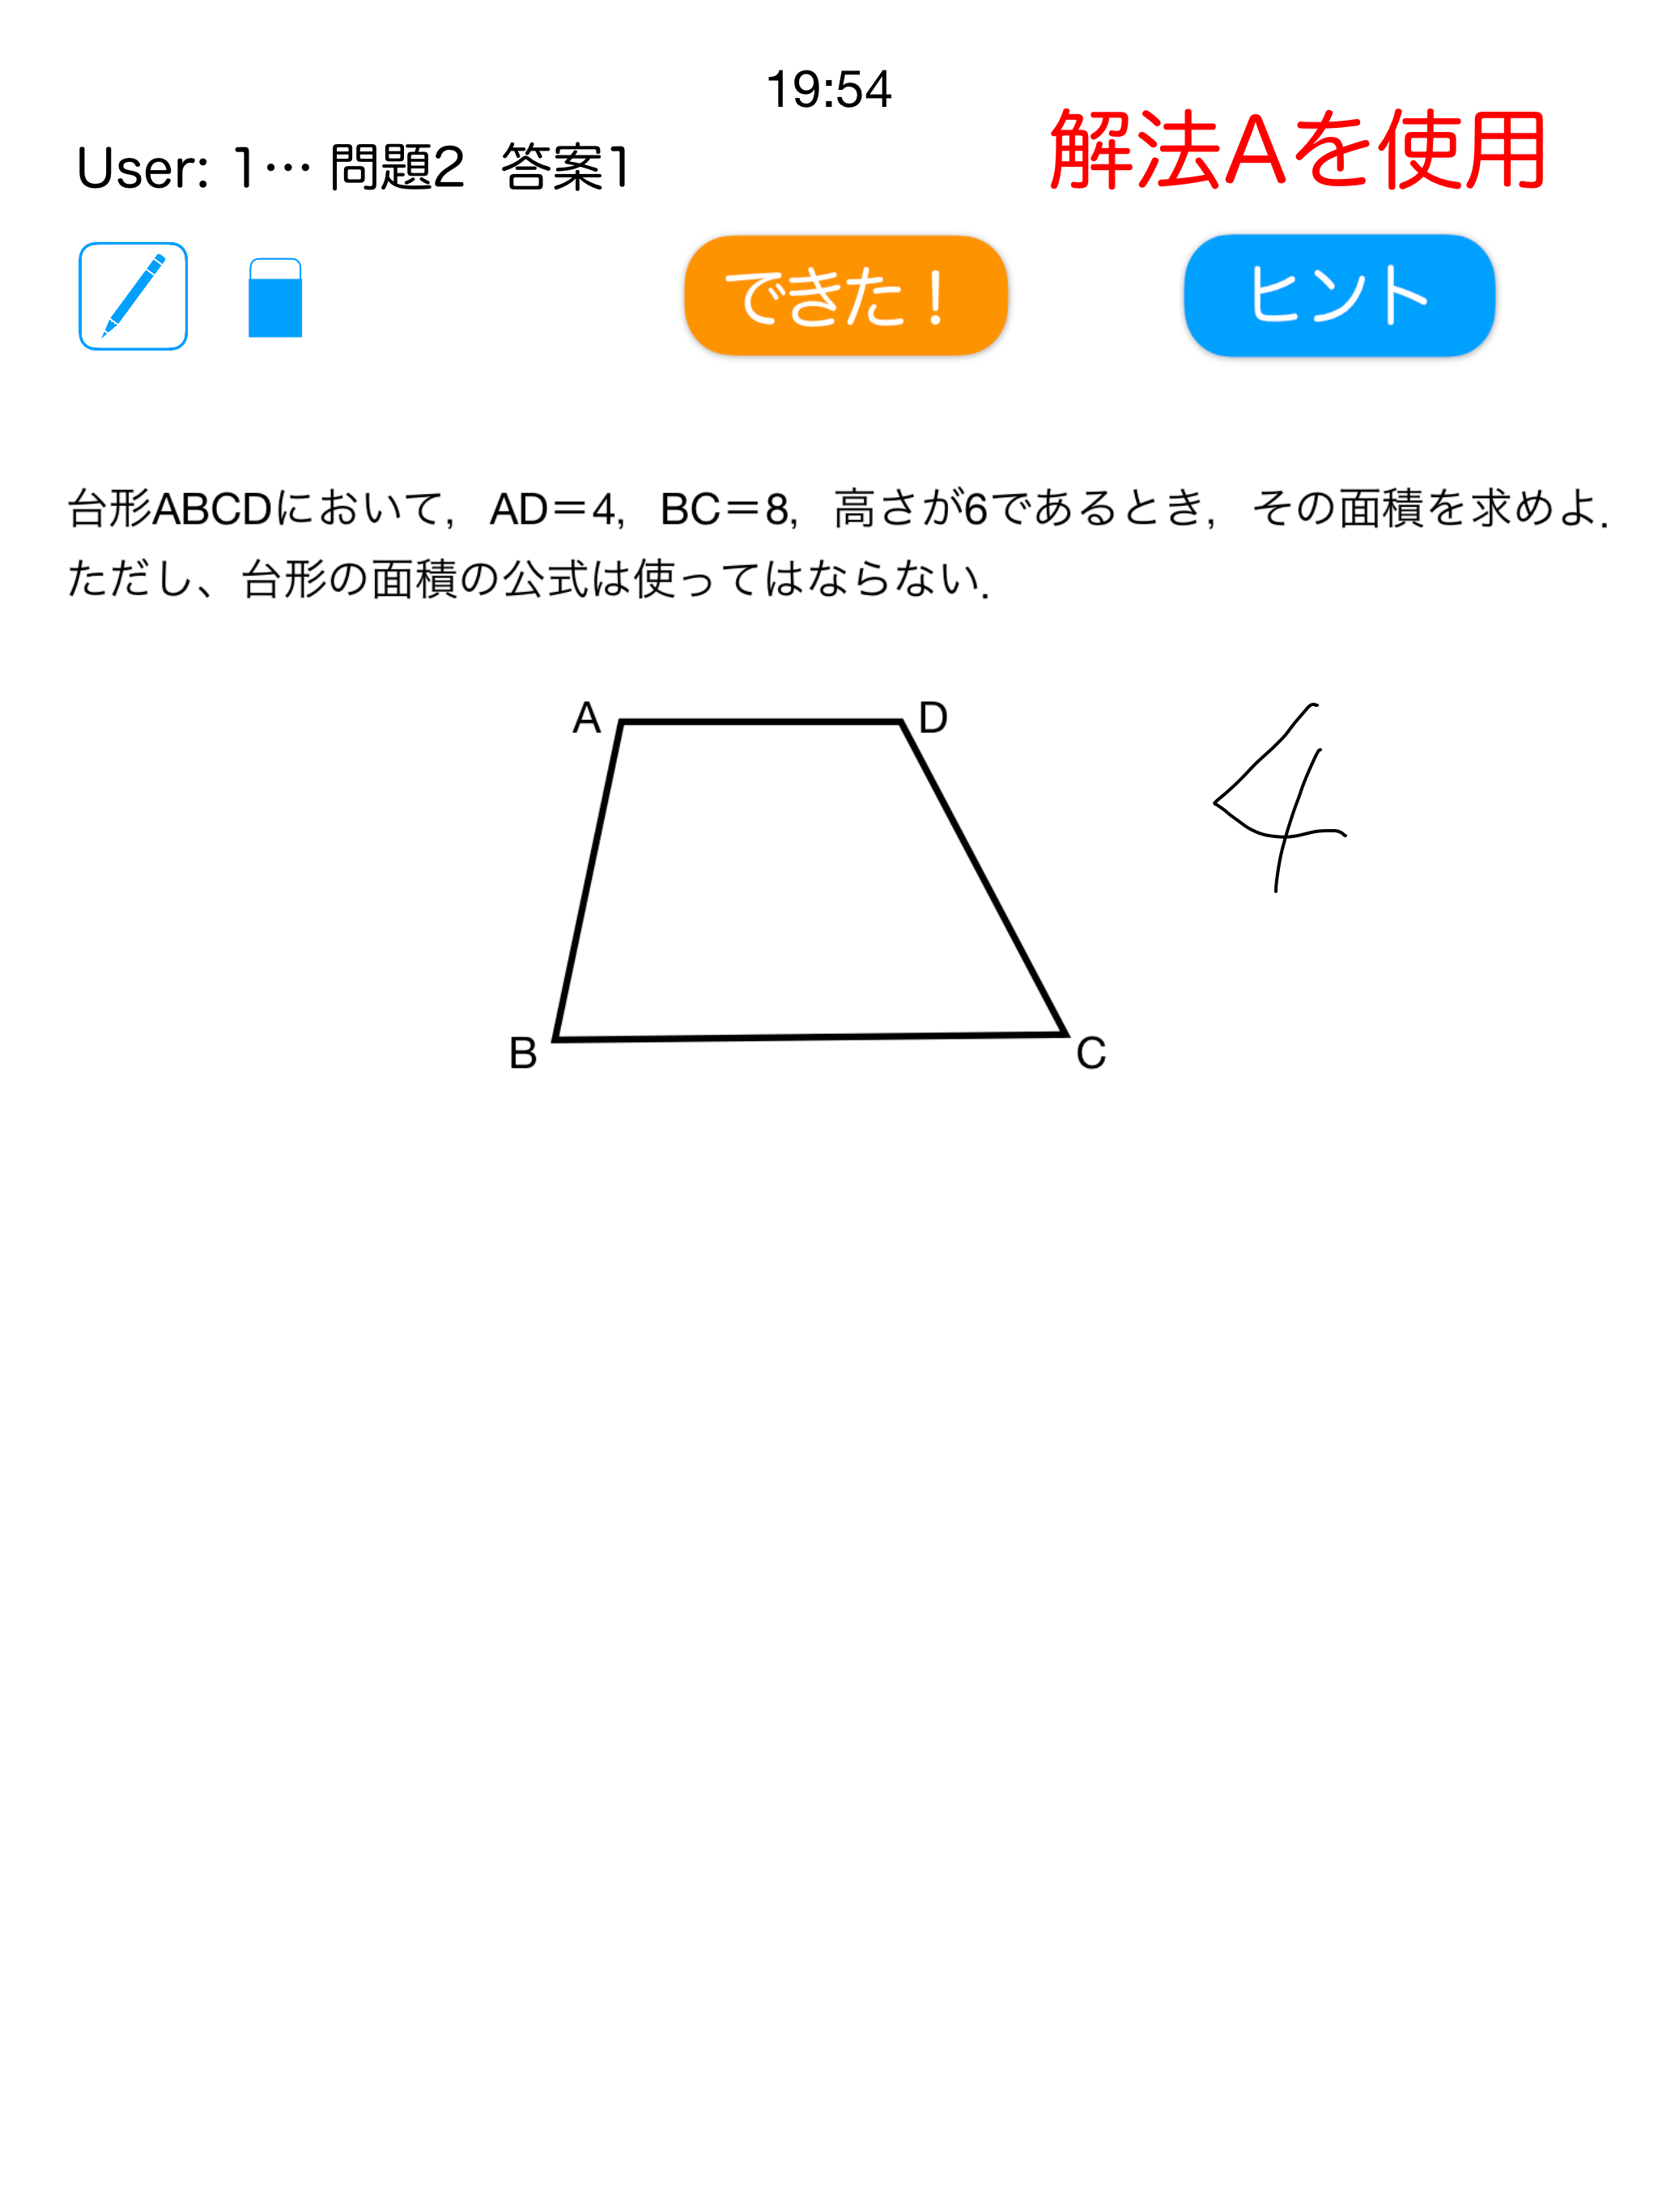 19:54
解法Aを使用
User: 1… 問題2 答案1
できた！
ヒント
台形ABCDにおいて，AD＝4，BC＝8，高さが6であるとき，その面積を求めよ．
ただし、台形の面積の公式は使ってはならない．
A
D
4
B
C